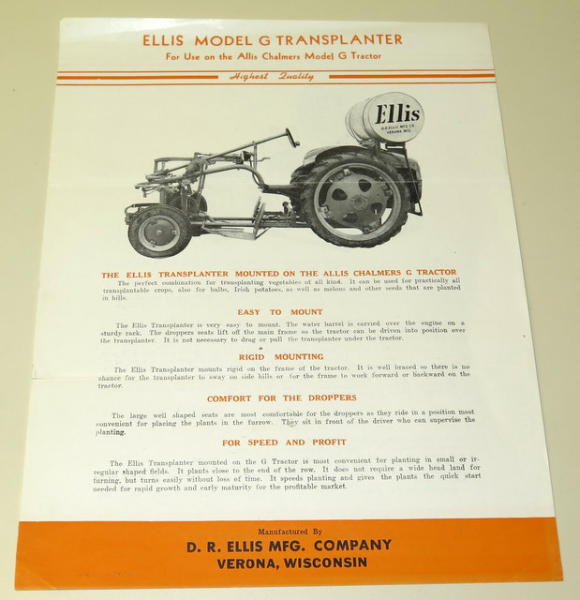 ELLIS MODEL G TRANSPLANTER
For Use on the Allis Chalmers Model G Tractor
Highest Quality
Ellis
D.R.ELLIS MFG. CO.
VERONA, WIS.
THE ELLIS TRANSPLANTER MOUNTED ON THE ALLIS CHALMERS G TRACTOR
The perfect combination for transplanting vegetables of all kind. It can be used for practically all
transplantable crops, also for bulbs, Irish potatoes, as well as melons and other seeds that are planted
in hills.
EASY TO MOUNT
The Ellis Transplanter is very easy to mount. The water barrel is carried over the engine on a
sturdy rack. The droppers seats lift off the main frame so the tractor can be driven into position over
the transplanter. It is not necessary to drag or pull the transplanter under the tractor.
RIGID MOUNTING
The Ellis Transplanter mounts rigid on the frame of the tractor. It is well braced so there is no
chance for the transplanter to sway on side hills or for the frame to work forward or backward on the
tractor.
COMFORT FOR THE DROPPERS
The large well shaped seats are most comfortable for the droppers as they ride in a position most
convenient for placing the plants in the furrow. They sit in front of the driver who can supervise the
planting.
FOR SPEED AND PROFIT
The Ellis Transplanter mounted on the G Tractor is most convenient for planting in small or ir-
regular shaped fields. It plants close to the end of the row. It does not require a wide head land for
turning, but turns easily without loss of time. It speeds planting and gives the plants the quick start
needed for rapid growth and early maturity for the profitable market.
Manufactured By
D. R. ELLIS MFG. COMPANY
VERONA, WISCONSIN